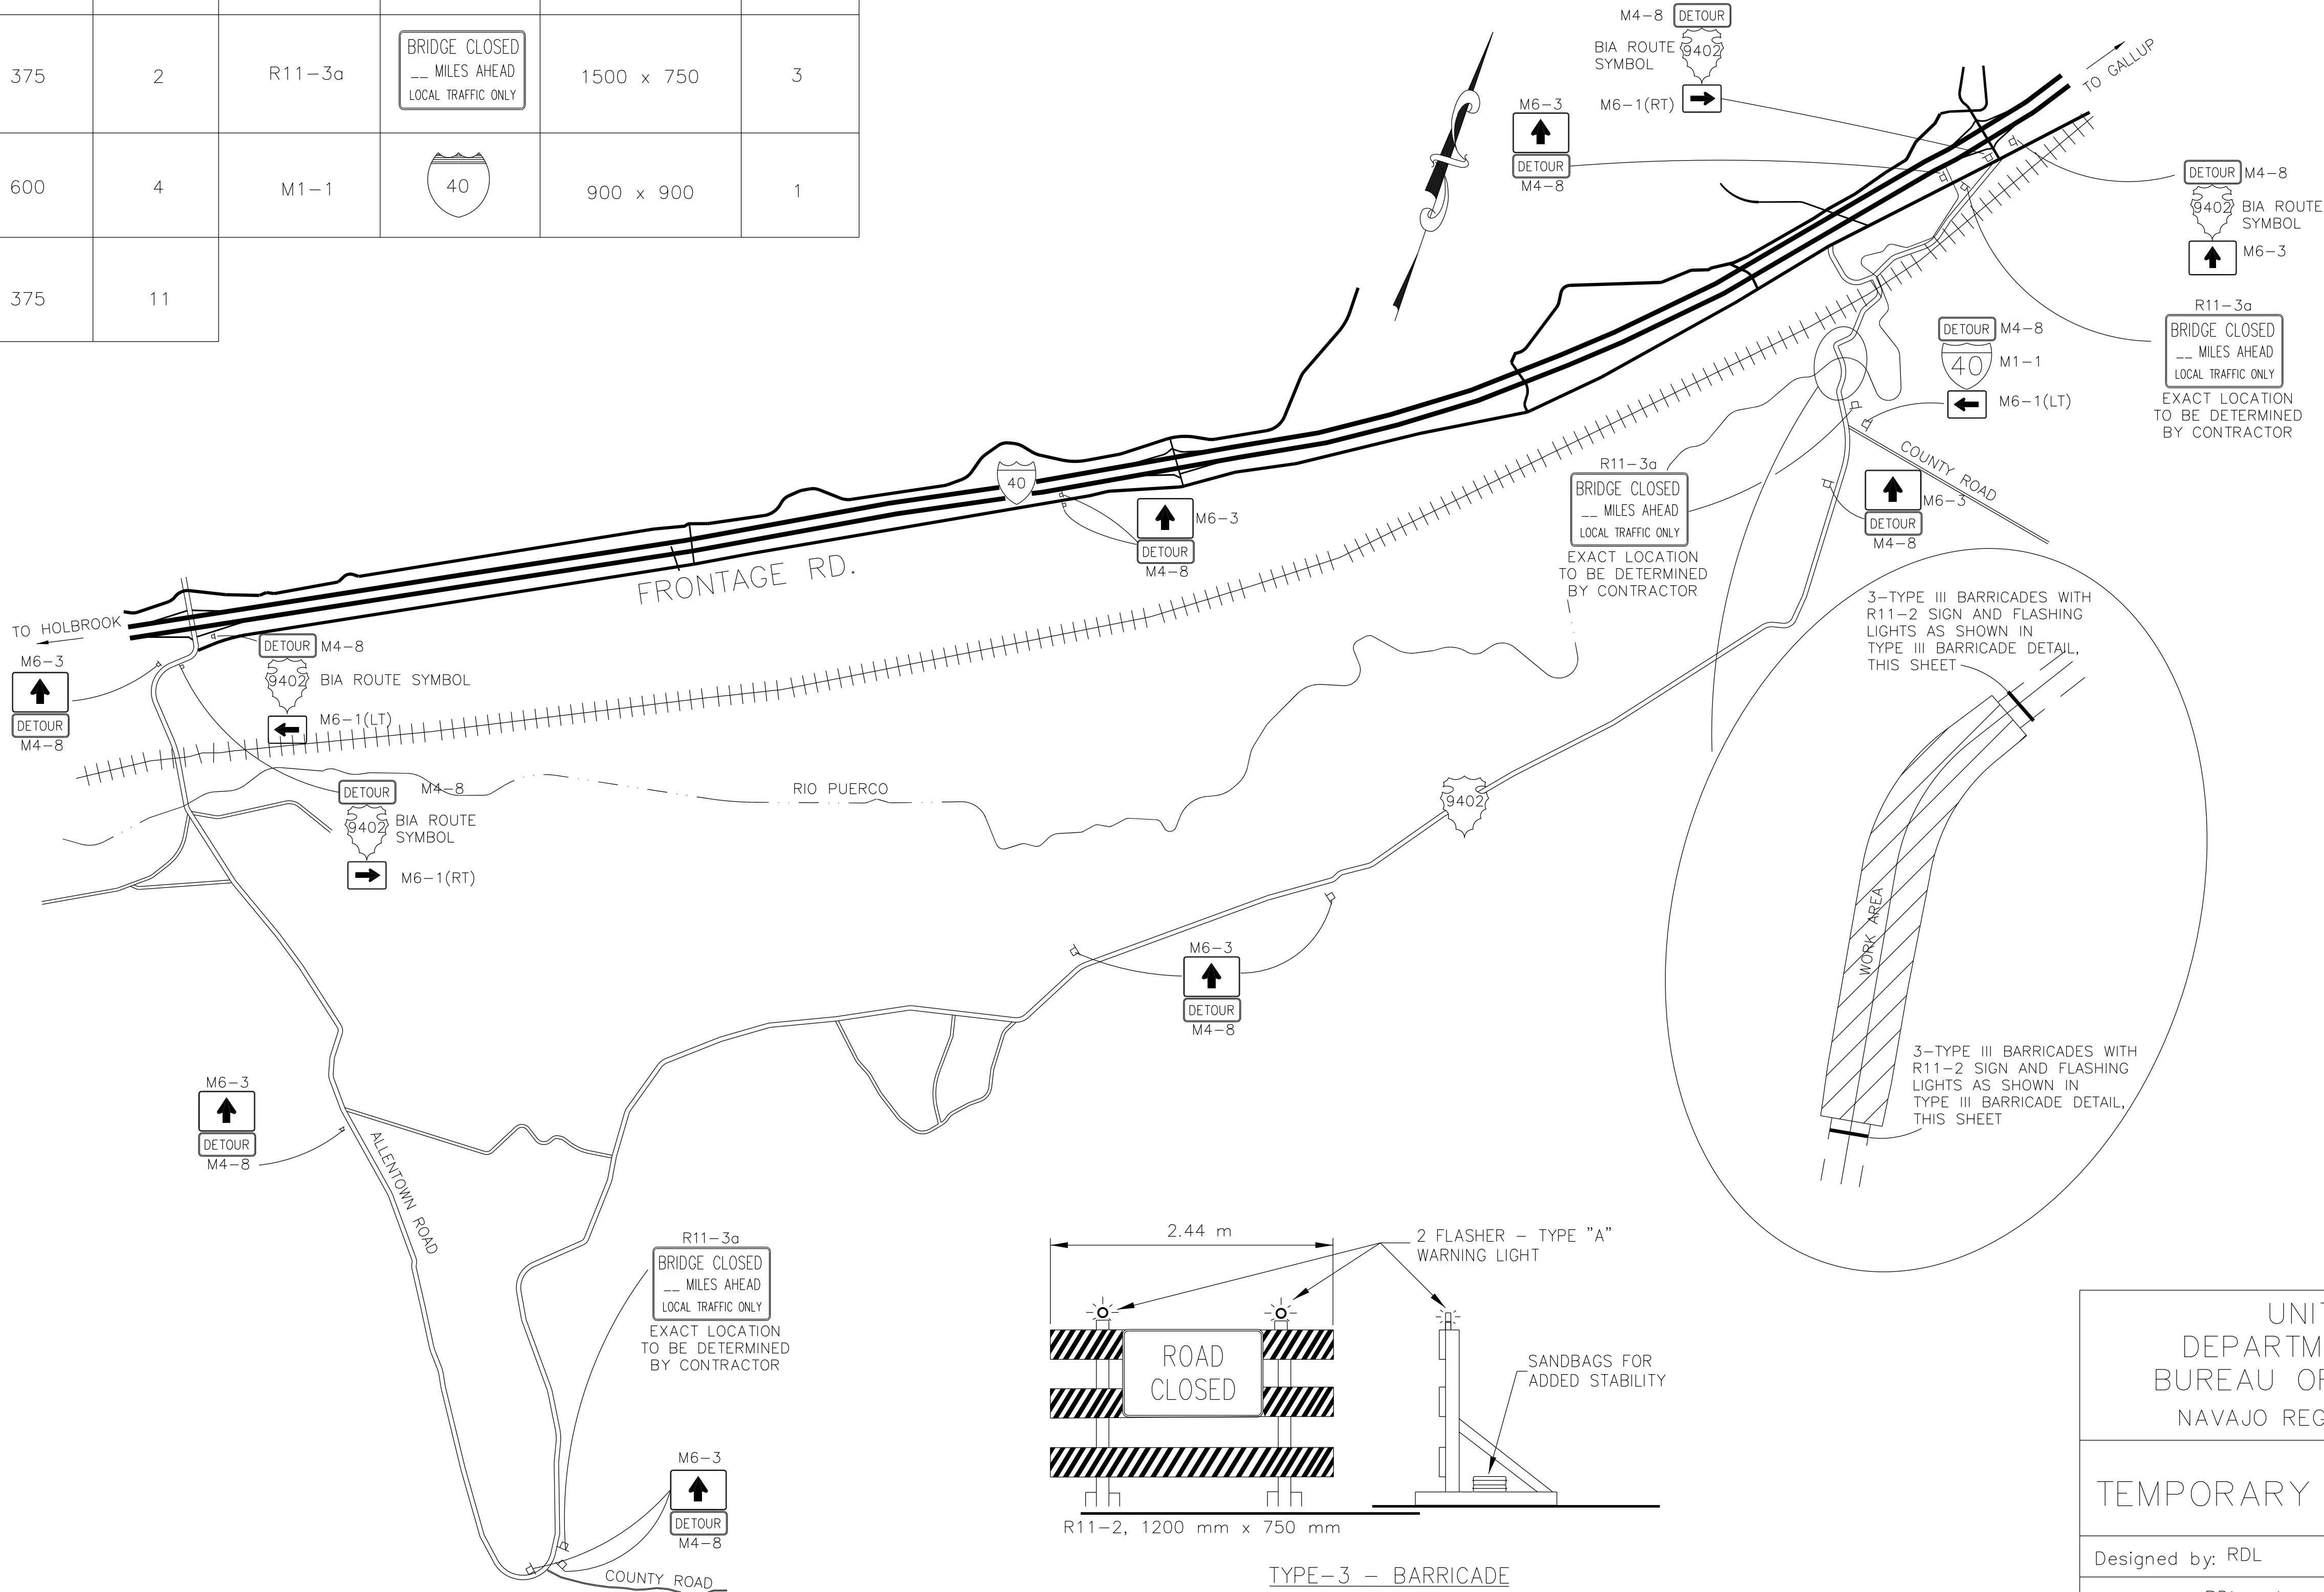 375
2
R11-3a
BRIDGE CLOSED
__ MILES AHEAD
LOCAL TRAFFIC ONLY
1500 x 750
3
600
4
M1-1
40
900 x 900
1
375
11
M4-8 DETOUR
BIA ROUTE
SYMBOL
9402
M6-1(RT)
M6-3
DETOUR
M4-8
TO GALLUP
DETOUR M4-8
9402 BIA ROUTE
SYMBOL
M6-3
R11-3a
BRIDGE CLOSED
__ MILES AHEAD
LOCAL TRAFFIC ONLY
EXACT LOCATION
TO BE DETERMINED
BY CONTRACTOR
DETOUR M4-8
40 M1-1
M6-1(LT)
COUNTY ROAD
R11-3a
BRIDGE CLOSED
__ MILES AHEAD
LOCAL TRAFFIC ONLY
EXACT LOCATION
TO BE DETERMINED
BY CONTRACTOR
M6-3
DETOUR
M4-8
40
M6-3
DETOUR
M4-8
FRONTAGE RD.
TO HOLBROOK
M6-3
DETOUR
M4-8
DETOUR M4-8
9402 BIA ROUTE SYMBOL
M6-1(LT)
DETOUR M4-8
9402 BIA ROUTE
SYMBOL
M6-1(RT)
RIO PUERCO
9402
3-TYPE III BARRICADES WITH
R11-2 SIGN AND FLASHING
LIGHTS AS SHOWN IN
TYPE III BARRICADE DETAIL,
THIS SHEET
WORK AREA
3-TYPE III BARRICADES WITH
R11-2 SIGN AND FLASHING
LIGHTS AS SHOWN IN
TYPE III BARRICADE DETAIL,
THIS SHEET
M6-3
DETOUR
M4-8
M6-3
DETOUR
M4-8
ALLENTOWN ROAD
R11-3a
BRIDGE CLOSED
__ MILES AHEAD
LOCAL TRAFFIC ONLY
EXACT LOCATION
TO BE DETERMINED
BY CONTRACTOR
M6-3
DETOUR
M4-8
COUNTY ROAD
2.44 m
2 FLASHER - TYPE "A"
WARNING LIGHT
ROAD
CLOSED
SANDBAGS FOR
ADDED STABILITY
R11-2, 1200 mm x 750 mm
TYPE-3 - BARRICADE
UNI
DEPARTM
BUREAU O
NAVAJO REG
TEMPORARY
Designed by: RDL